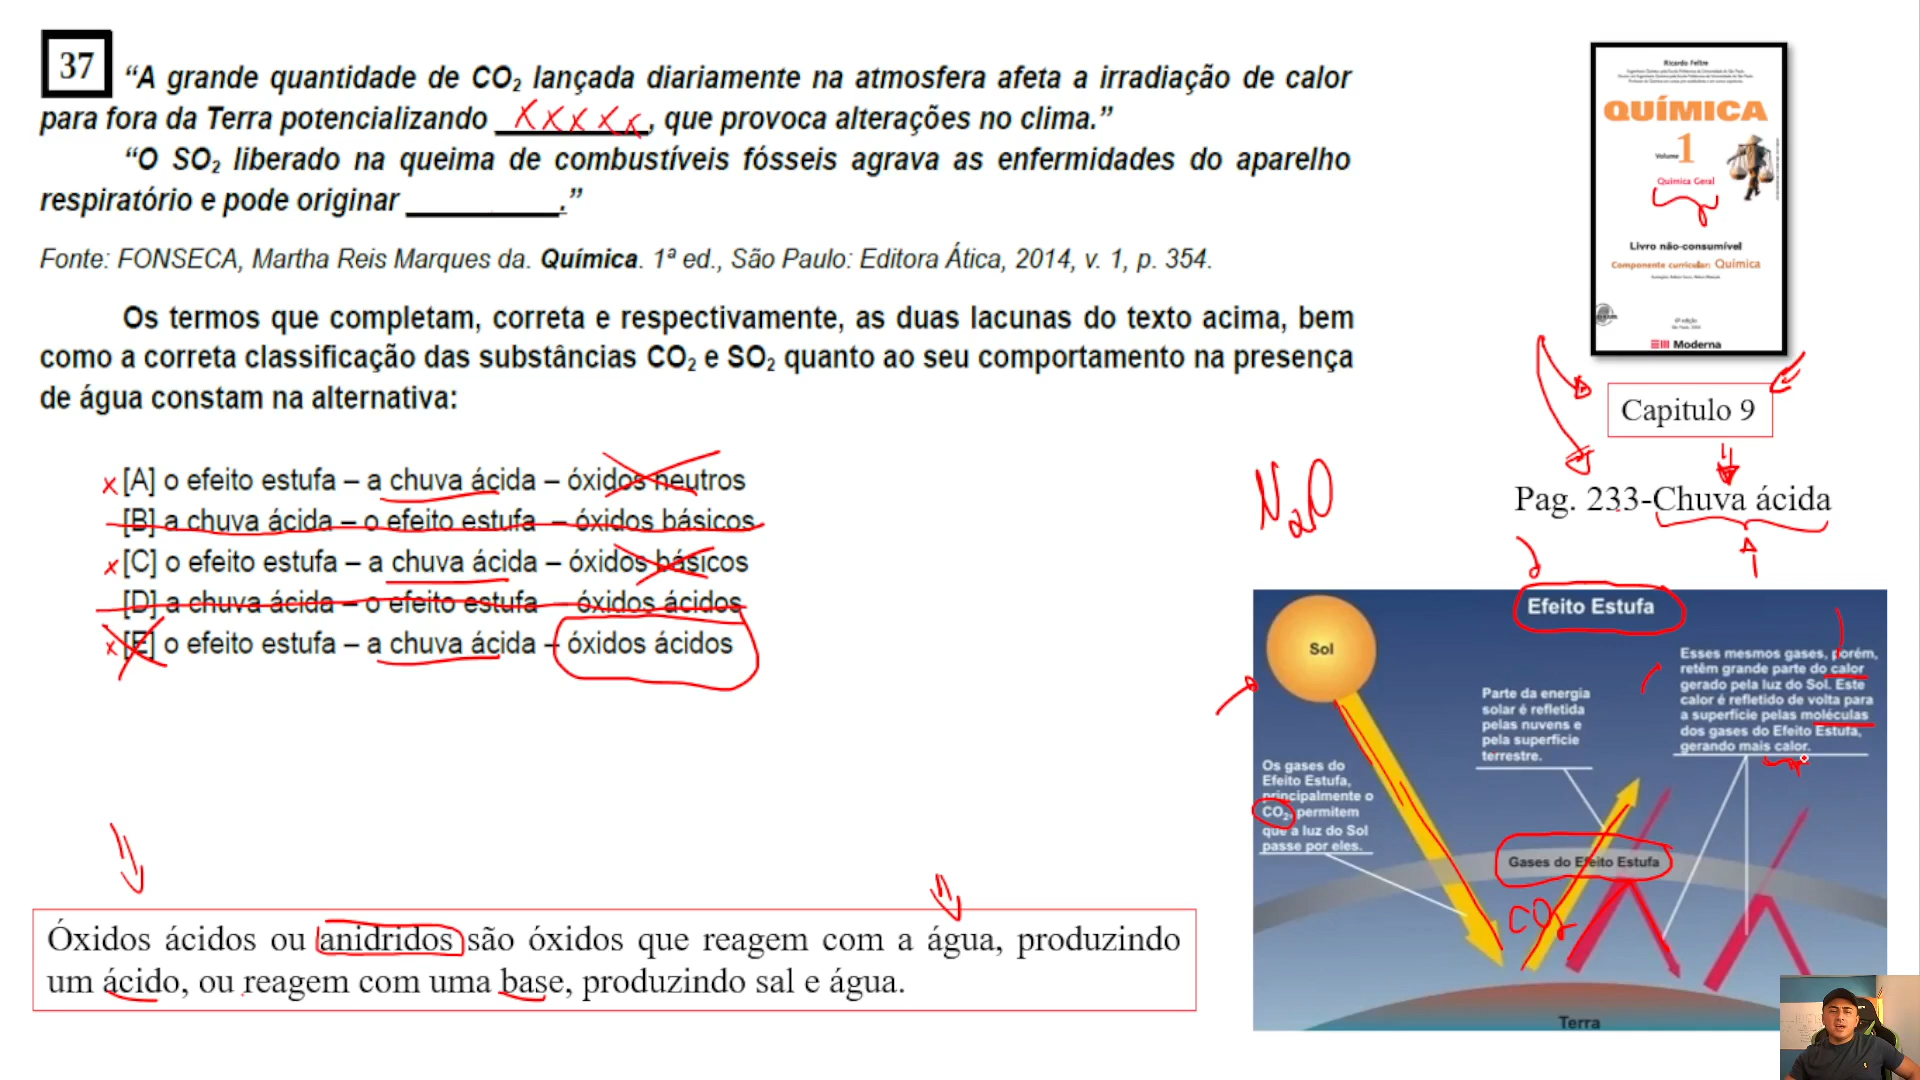 37
“A grande quantidade de CO₂ lançada diariamente na atmosfera afeta a irradiação de calor
para fora da Terra potencializando __________, que provoca alterações no clima.”
xxxxx
“O SO₂ liberado na queima de combustíveis fósseis agrava as enfermidades do aparelho
respiratório e pode originar __________.”
Fonte: FONSECA, Martha Reis Marques da. Química. 1ª ed., São Paulo: Editora Ática, 2014, v. 1, p. 354.
Os termos que completam, correta e respectivamente, as duas lacunas do texto acima, bem
como a correta classificação das substâncias CO₂ e SO₂ quanto ao seu comportamento na presença
de água constam na alternativa:
x [A] o efeito estufa – a chuva ácida – óxidos neutros
[B] a chuva ácida – o efeito estufa – óxidos básicos
x [C] o efeito estufa – a chuva ácida – óxidos básicos
[D] a chuva ácida – o efeito estufa – óxidos ácidos
x [E] o efeito estufa – a chuva ácida – óxidos ácidos
Óxidos ácidos ou anidridos são óxidos que reagem com a água, produzindo
um ácido, ou reagem com uma base, produzindo sal e água.
Ricardo Feltre
QUÍMICA
Volume 1
Química Geral
Livro não-consumível
Componente curricular: Química
Moderna
Capitulo 9
Pag. 233-Chuva ácida
N₂O
Efeito Estufa
Sol
Esses mesmos gases, porém,
retêm grande parte do calor
gerado pela luz do Sol. Este
calor é refletido de volta para
a superfície pelas moléculas
dos gases do Efeito Estufa,
gerando mais calor.
Parte da energia
solar é refletida
pelas nuvens e
pela superfície
terrestre.
Os gases do
Efeito Estufa,
principalmente o
CO₂, permitem
que a luz do Sol
passe por eles.
Gases do Efeito Estufa
CO₂
Terra